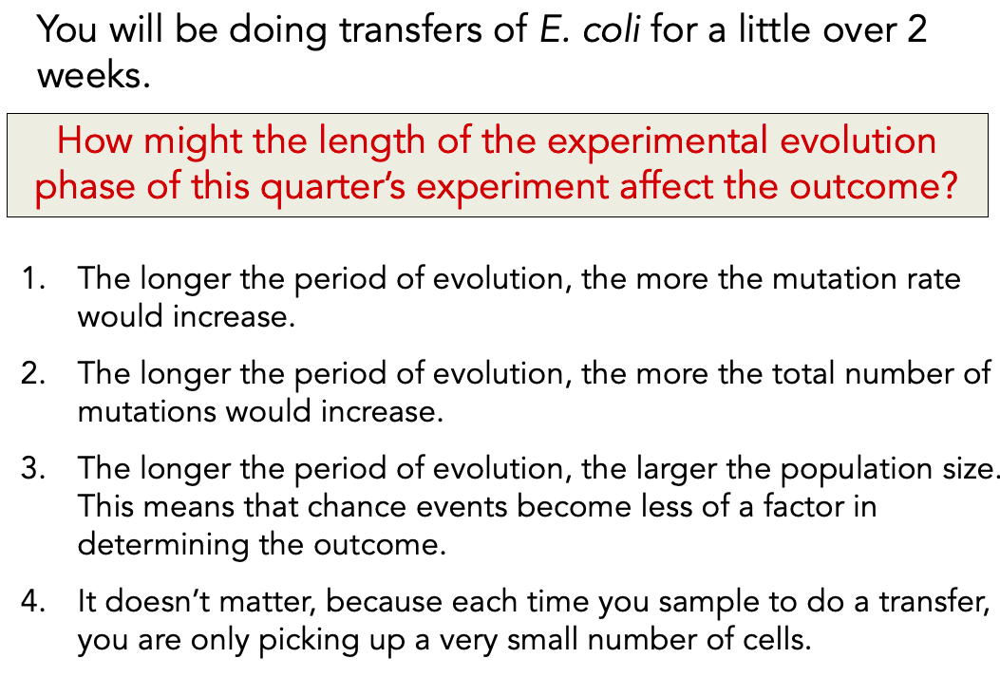 You will be doing transfers of E. coli for a little over 2
weeks.
How might the length of the experimental evolution
phase of this quarter’s experiment affect the outcome?
1. The longer the period of evolution, the more the mutation rate
would increase.
2. The longer the period of evolution, the more the total number of
mutations would increase.
3. The longer the period of evolution, the larger the population size.
This means that chance events become less of a factor in
determining the outcome.
4. It doesn’t matter, because each time you sample to do a transfer,
you are only picking up a very small number of cells.